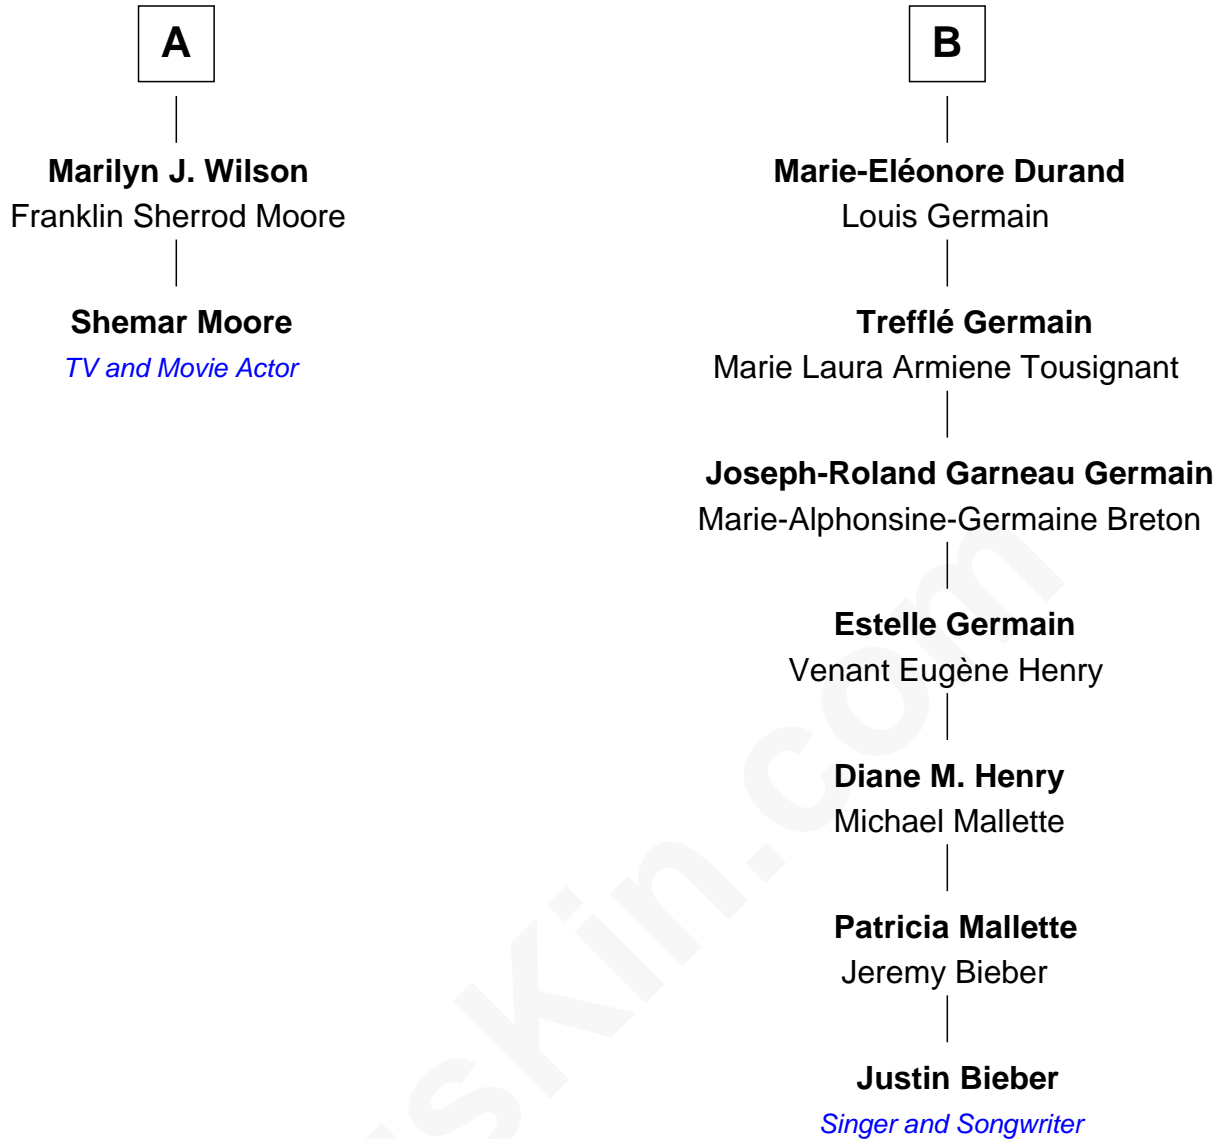 A
Marilyn J. Wilson
Franklin Sherrod Moore
Shemar Moore
TV and Movie Actor
B
Marie-Eléonore Durand
Louis Germain
Trefflé Germain
Marie Laura Armiene Tousignant
Joseph-Roland Garneau Germain
Marie-Alphonsine-Germaine Breton
Estelle Germain
Venant Eugène Henry
Diane M. Henry
Michael Mallette
Patricia Mallette
Jeremy Bieber
Justin Bieber
Singer and Songwriter
sKin.com